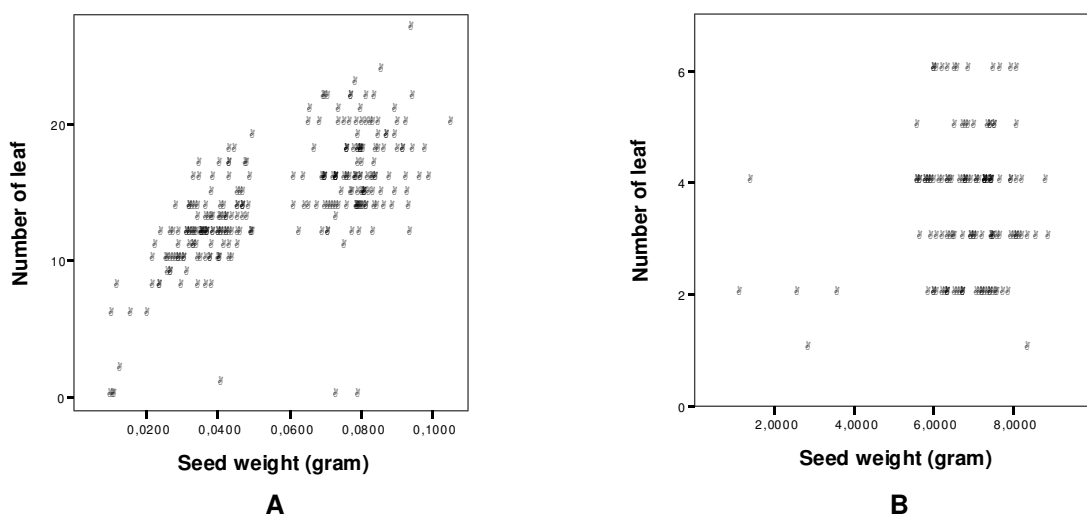 Number of leaf
20
10
0
0,0200 0,0400 0,0600 0,0800 0,1000
Seed weight (gram)
A
Number of leaf
6
4
2
0
2,0000 4,0000 6,0000 8,0000
Seed weight (gram)
B